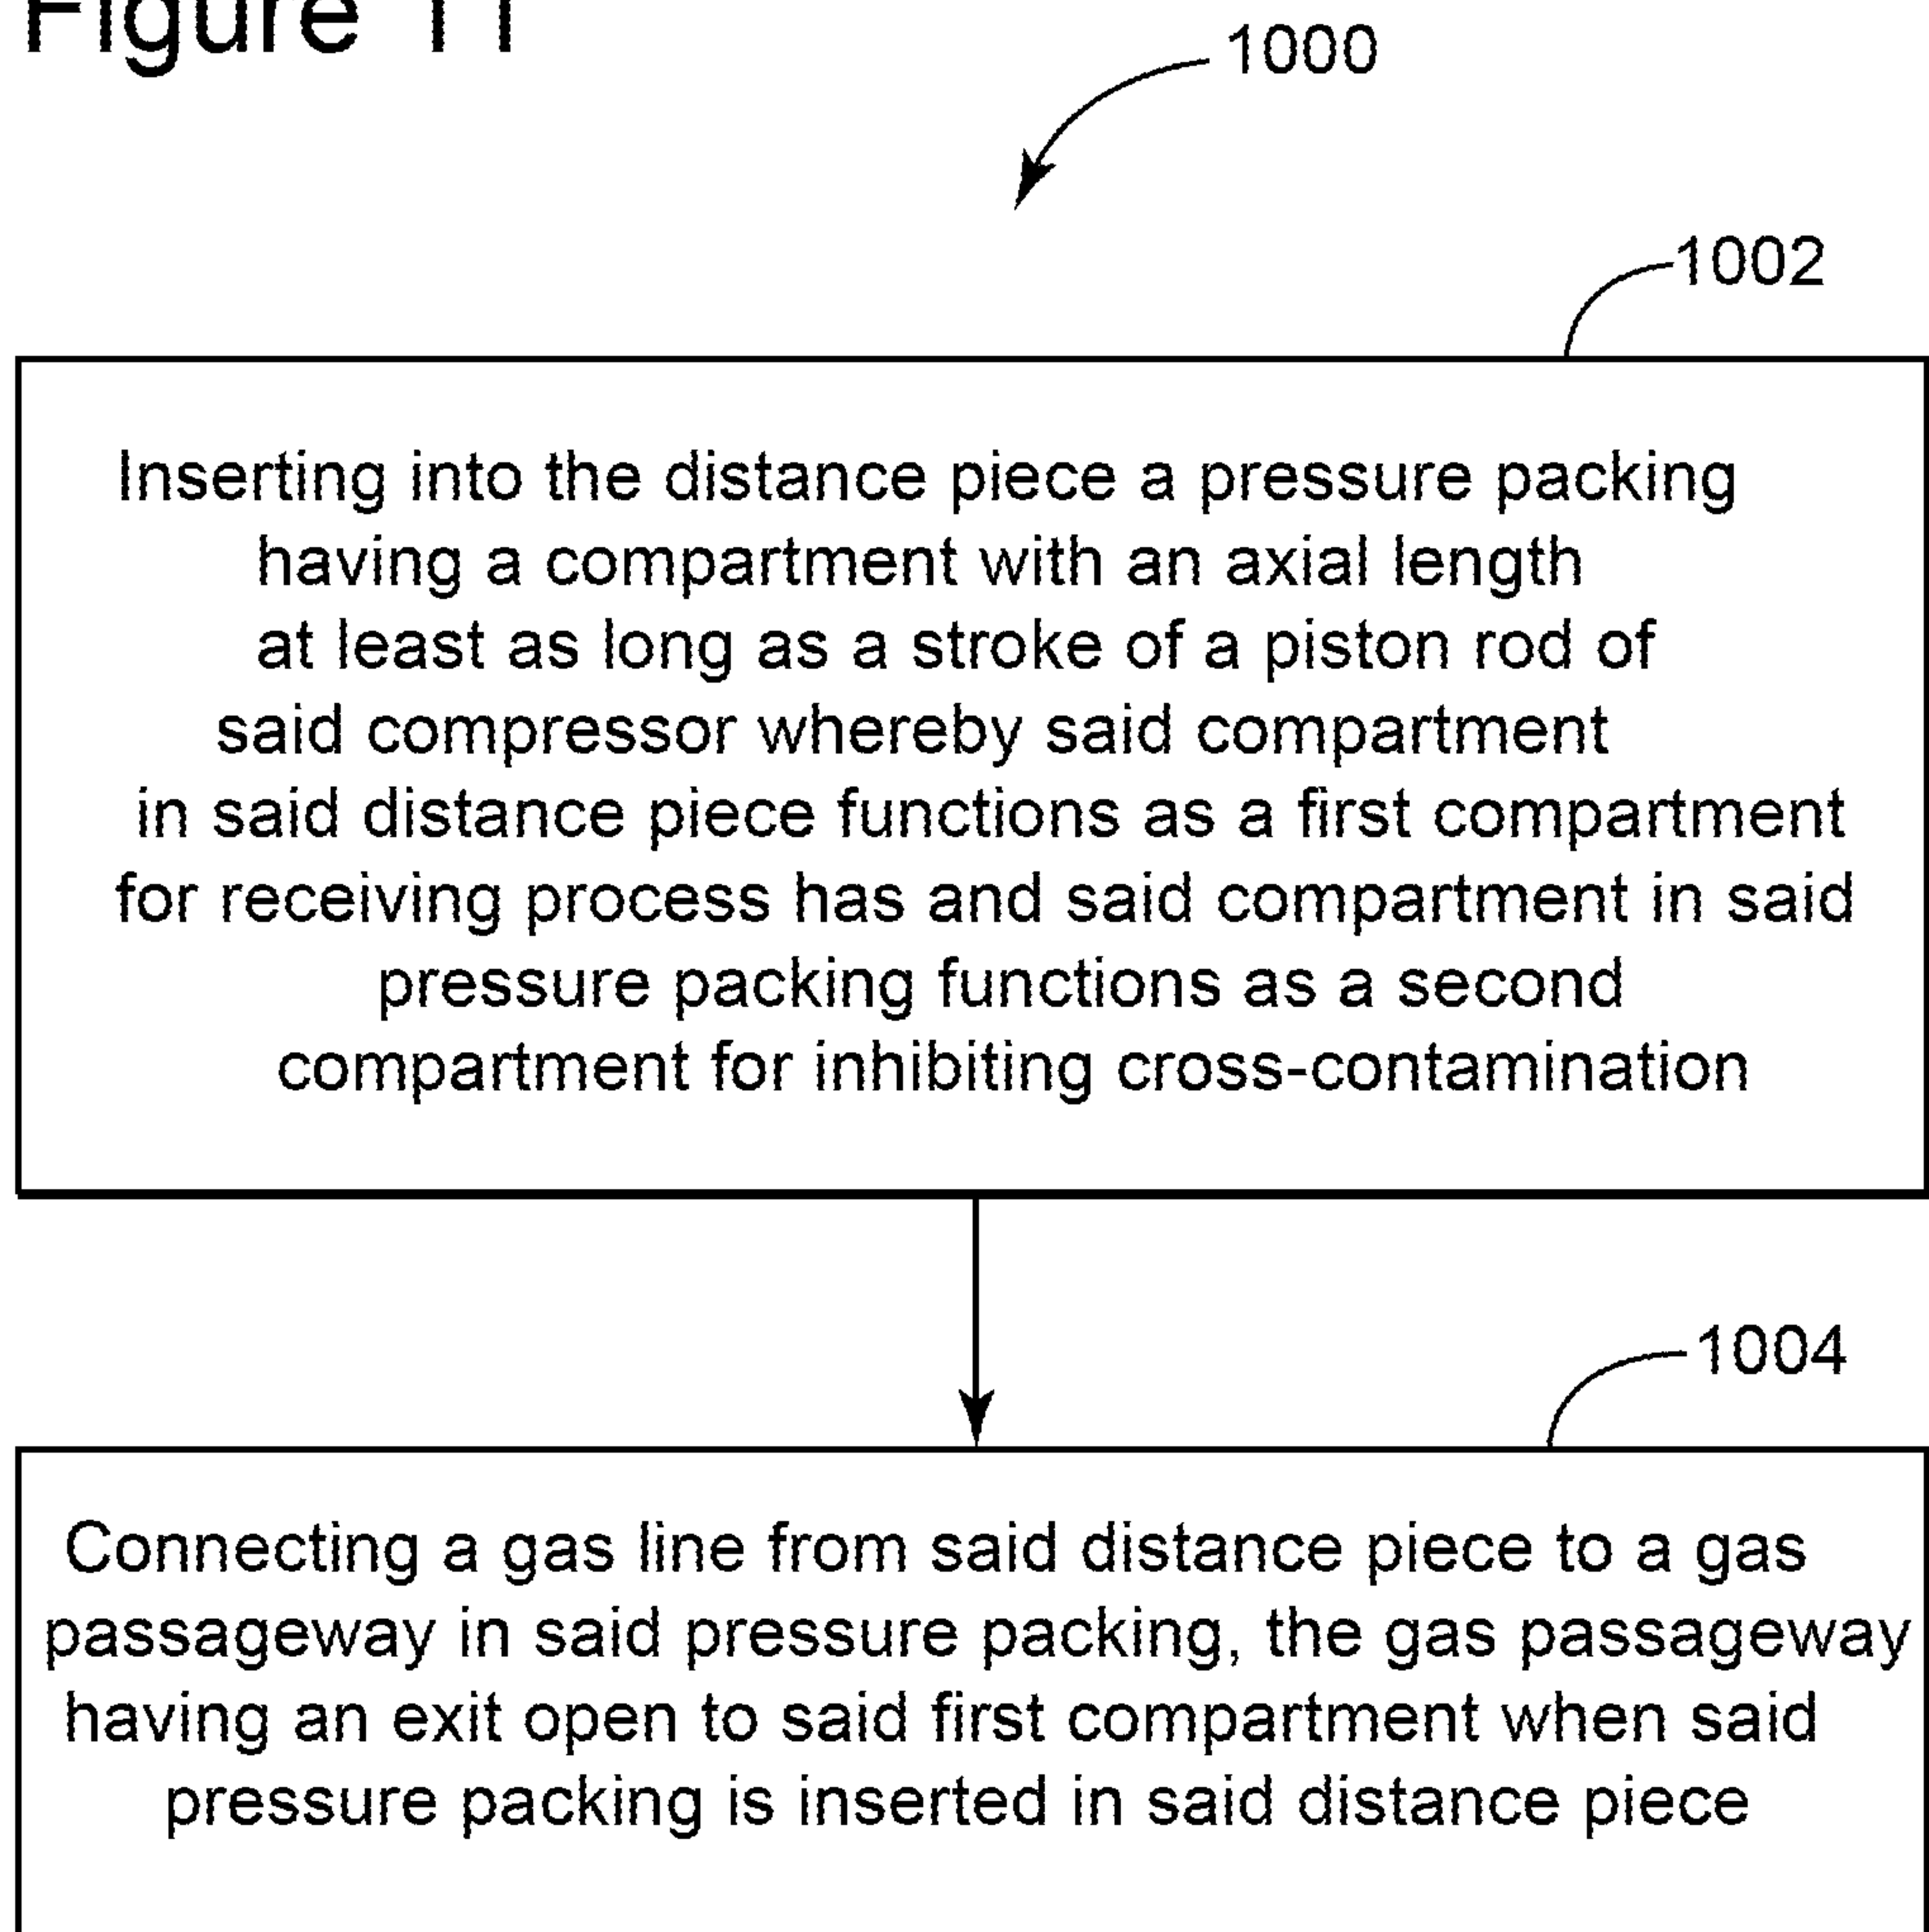 Figure 11
1000
1002
Inserting into the distance piece a pressure packing
having a compartment with an axial length
at least as long as a stroke of a piston rod of
said compressor whereby said compartment
in said distance piece functions as a first compartment
for receiving process has and said compartment in said
pressure packing functions as a second
compartment for inhibiting cross-contamination
1004
Connecting a gas line from said distance piece to a gas
passageway in said pressure packing, the gas passageway
having an exit open to said first compartment when said
pressure packing is inserted in said distance piece